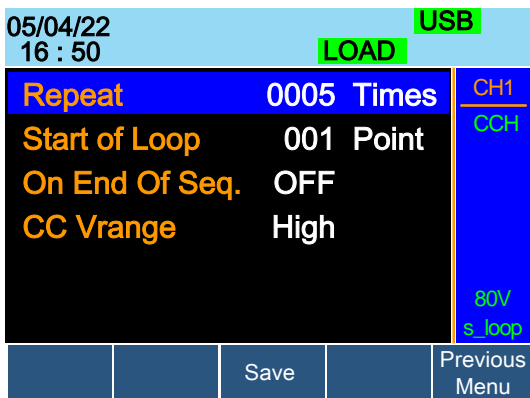 05/04/22
USB
16 : 50
LOAD
Repeat 0005 Times
CH1
Start of Loop 001 Point
CCH
On End Of Seq. OFF
CC Vrange High
80V
s_loop
Save
Previous
Menu